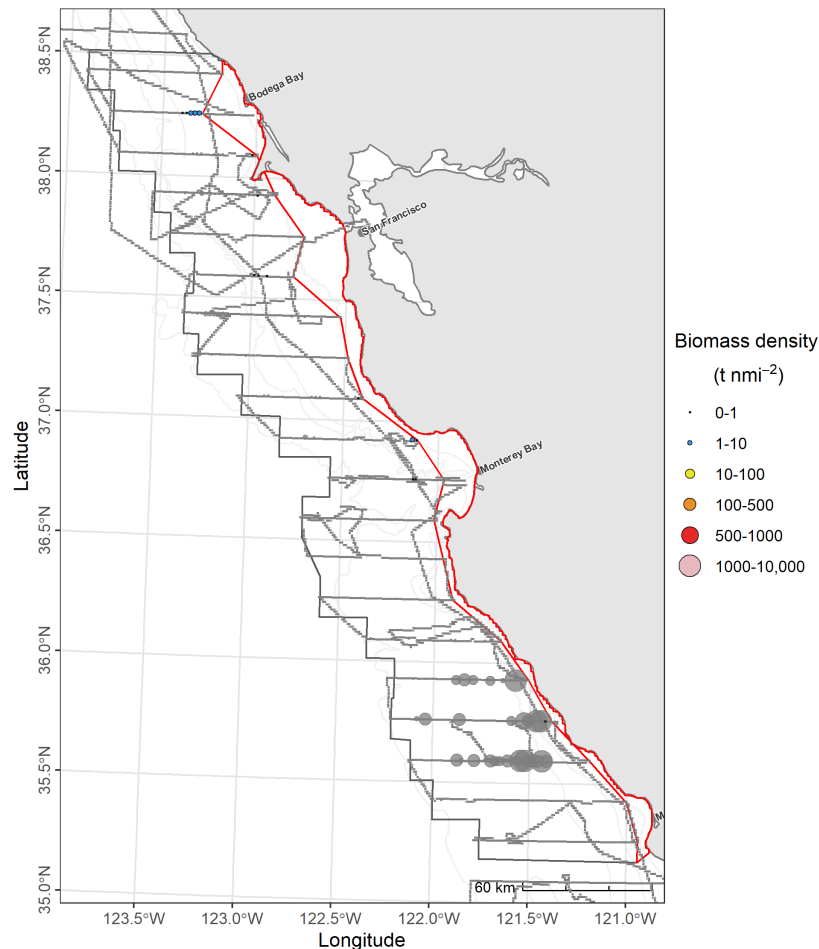 38.5°N
38.0°N
37.5°N
37.0°N
36.5°N
36.0°N
35.5°N
35.0°N
Latitude
Bodega Bay
San Francisco
Monterey Bay
M
60 km
123.5°W 123.0°W 122.5°W 122.0°W 121.5°W 121.0°W
Longitude
Biomass density
(t nmi⁻²)
0-1
1-10
10-100
100-500
500-1000
1000-10,000